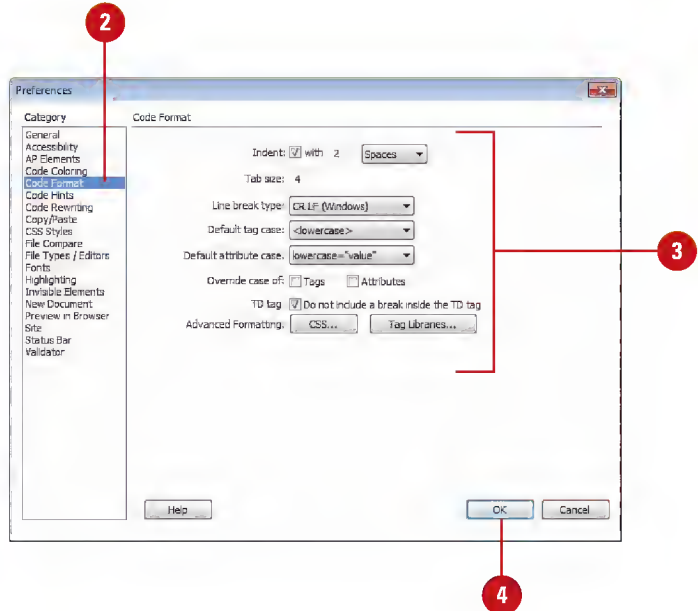 2
Preferences
Category
Code Format
General
Accessibility
AP Elements
Code Coloring
Code Format
Code Hints
Code Rewriting
Copy/Paste
CSS Styles
File Compare
File Types / Editors
Fonts
Highlighting
Invisible Elements
New Document
Preview in Browser
Site
Status Bar
Validator
Indent: with 2 Spaces
Tab size: 4
Line break type: CR LF (Windows)
Default tag case: <lowercase>
Default attribute case: lowercase="value"
Override case of: Tags Attributes
TD tag: Do not include a break inside the TD tag
Advanced Formatting: CSS... Tag Libraries...
3
Help OK Cancel
4